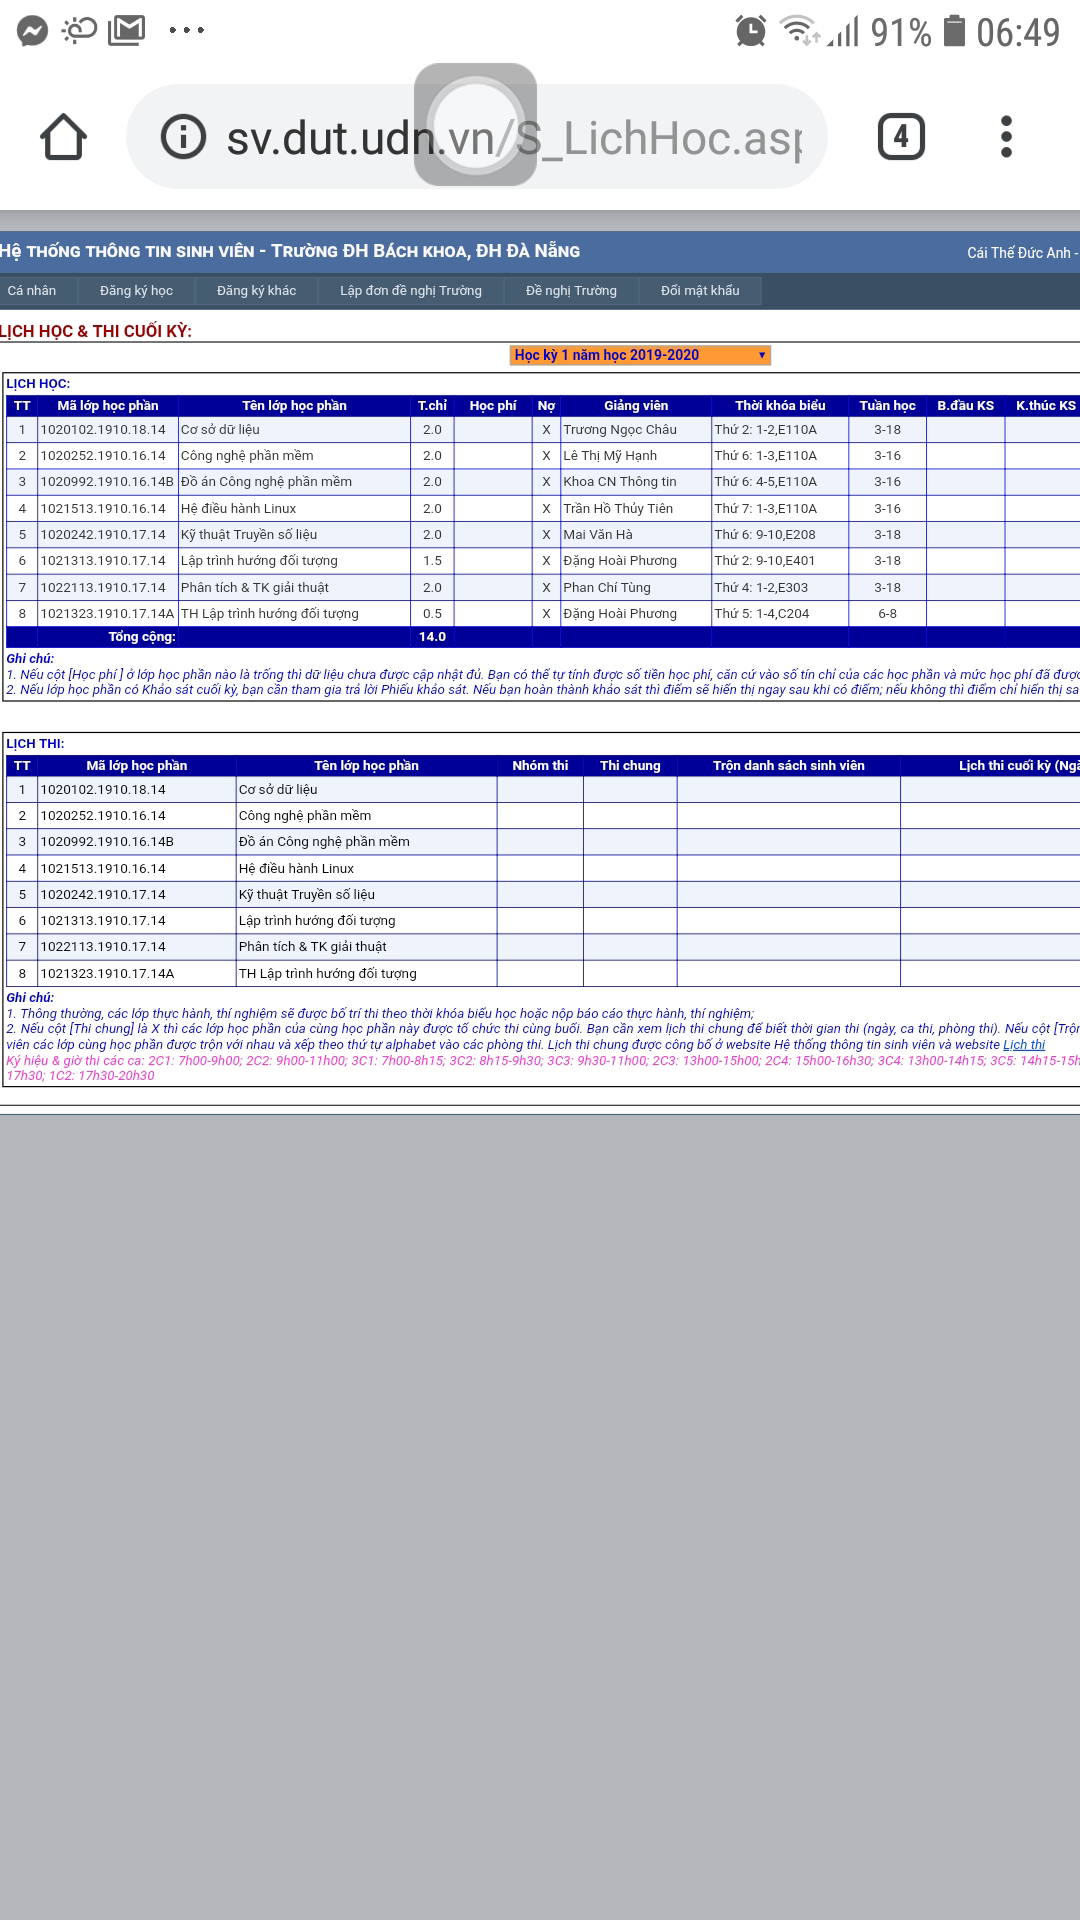 91% 06:49
sv.dut.udn.vn/S_LichHoc.asp
4
Hệ THỐNG THÔNG TIN SINH VIÊN - Trường ĐH Bách khoa, ĐH Đà Nẵng
Cái Thế Đức Anh -
Cá nhân Đăng ký học Đăng ký khác Lập đơn đề nghị Trường Đề nghị Trường Đổi mật khẩu
LỊCH HỌC & THI CUỐI KỲ:
Học kỳ 1 năm học 2019-2020
LỊCH HỌC:
TT Mã lớp học phần Tên lớp học phần T.chỉ Học phí Nợ Giảng viên Thời khóa biểu Tuần học B.đầu KS K.thúc KS
1 1020102.1910.18.14 Cơ sở dữ liệu 2.0 X Trương Ngọc Châu Thứ 2: 1-2,E110A 3-18
2 1020252.1910.16.14 Công nghệ phần mềm 2.0 X Lê Thị Mỹ Hạnh Thứ 6: 1-3,E110A 3-16
3 1020992.1910.16.14B Đồ án Công nghệ phần mềm 2.0 X Khoa CN Thông tin Thứ 6: 4-5,E110A 3-16
4 1021513.1910.16.14 Hệ điều hành Linux 2.0 X Trần Hồ Thủy Tiên Thứ 7: 1-3,E110A 3-16
5 1020242.1910.17.14 Kỹ thuật Truyền số liệu 2.0 X Mai Văn Hà Thứ 6: 9-10,E208 3-18
6 1021313.1910.17.14 Lập trình hướng đối tượng 1.5 X Đặng Hoài Phương Thứ 2: 9-10,E401 3-18
7 1022113.1910.17.14 Phân tích & TK giải thuật 2.0 X Phan Chí Tùng Thứ 4: 1-2,E303 3-18
8 1021323.1910.17.14A TH Lập trình hướng đối tượng 0.5 X Đặng Hoài Phương Thứ 5: 1-4,C204 6-8
Tổng cộng: 14.0
Ghi chú:
1. Nếu cột [Học phí ] ở lớp học phần nào là trống thì dữ liệu chưa được cập nhật đủ. Bạn có thể tự tính được số tiền học phí, căn cứ vào số tín chỉ của các học phần và mức học phí đã được
2. Nếu lớp học phần có Khảo sát cuối kỳ, bạn cần tham gia trả lời Phiếu khảo sát. Nếu bạn hoàn thành khảo sát thì điểm sẽ hiển thị ngay sau khi có điểm; nếu không thì điểm chỉ hiển thị sa
LỊCH THI:
TT Mã lớp học phần Tên lớp học phần Nhóm thi Thi chung Trộn danh sách sinh viên Lịch thi cuối kỳ (Ngà
1 1020102.1910.18.14 Cơ sở dữ liệu
2 1020252.1910.16.14 Công nghệ phần mềm
3 1020992.1910.16.14B Đồ án Công nghệ phần mềm
4 1021513.1910.16.14 Hệ điều hành Linux
5 1020242.1910.17.14 Kỹ thuật Truyền số liệu
6 1021313.1910.17.14 Lập trình hướng đối tượng
7 1022113.1910.17.14 Phân tích & TK giải thuật
8 1021323.1910.17.14A TH Lập trình hướng đối tượng
Ghi chú:
1. Thông thường, các lớp thực hành, thí nghiệm sẽ được bố trí thi theo thời khóa biểu học hoặc nộp báo cáo thực hành, thí nghiệm;
2. Nếu cột [Thi chung] là X thì các lớp học phần của cùng học phần này được tổ chức thi cùng buổi. Bạn cần xem lịch thi chung để biết thời gian thi (ngày, ca thi, phòng thi). Nếu cột [Trộn
viên các lớp cùng học phần được trộn với nhau và xếp theo thứ tự alphabet vào các phòng thi. Lịch thi chung được công bố ở website Hệ thống thông tin sinh viên và website Lịch thi
Ký hiệu & giờ thi các ca: 2C1: 7h00-9h00; 2C2: 9h00-11h00; 3C1: 7h00-8h15; 3C2: 8h15-9h30; 3C3: 9h30-11h00; 2C3: 13h00-15h00; 2C4: 15h00-16h30; 3C4: 13h00-14h15; 3C5: 14h15-15h
17h30; 1C2: 17h30-20h30